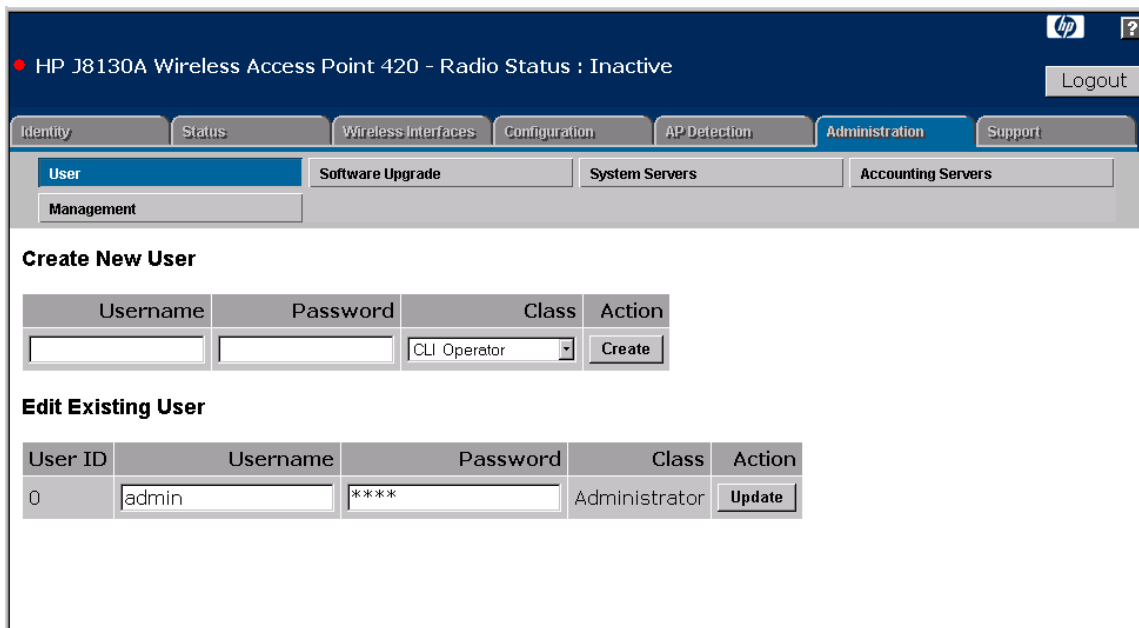 hp ?
HP J8130A Wireless Access Point 420 - Radio Status : Inactive
Logout
Identity Status Wireless Interfaces Configuration AP Detection Administration Support
User Software Upgrade System Servers Accounting Servers
Management
Create New User
Username Password Class Action
CLI Operator Create
Edit Existing User
User ID Username Password Class Action
0 admin **** Administrator Update